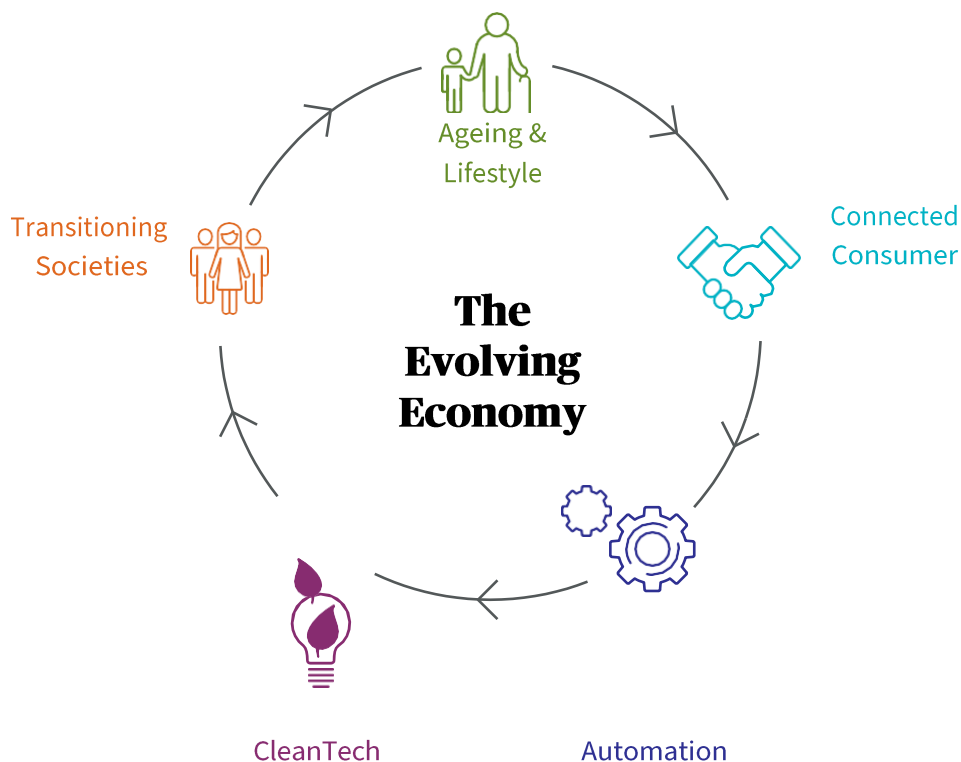 Ageing &
Lifestyle
Transitioning
Societies
Connected
Consumer
The
Evolving
Economy
CleanTech
Automation